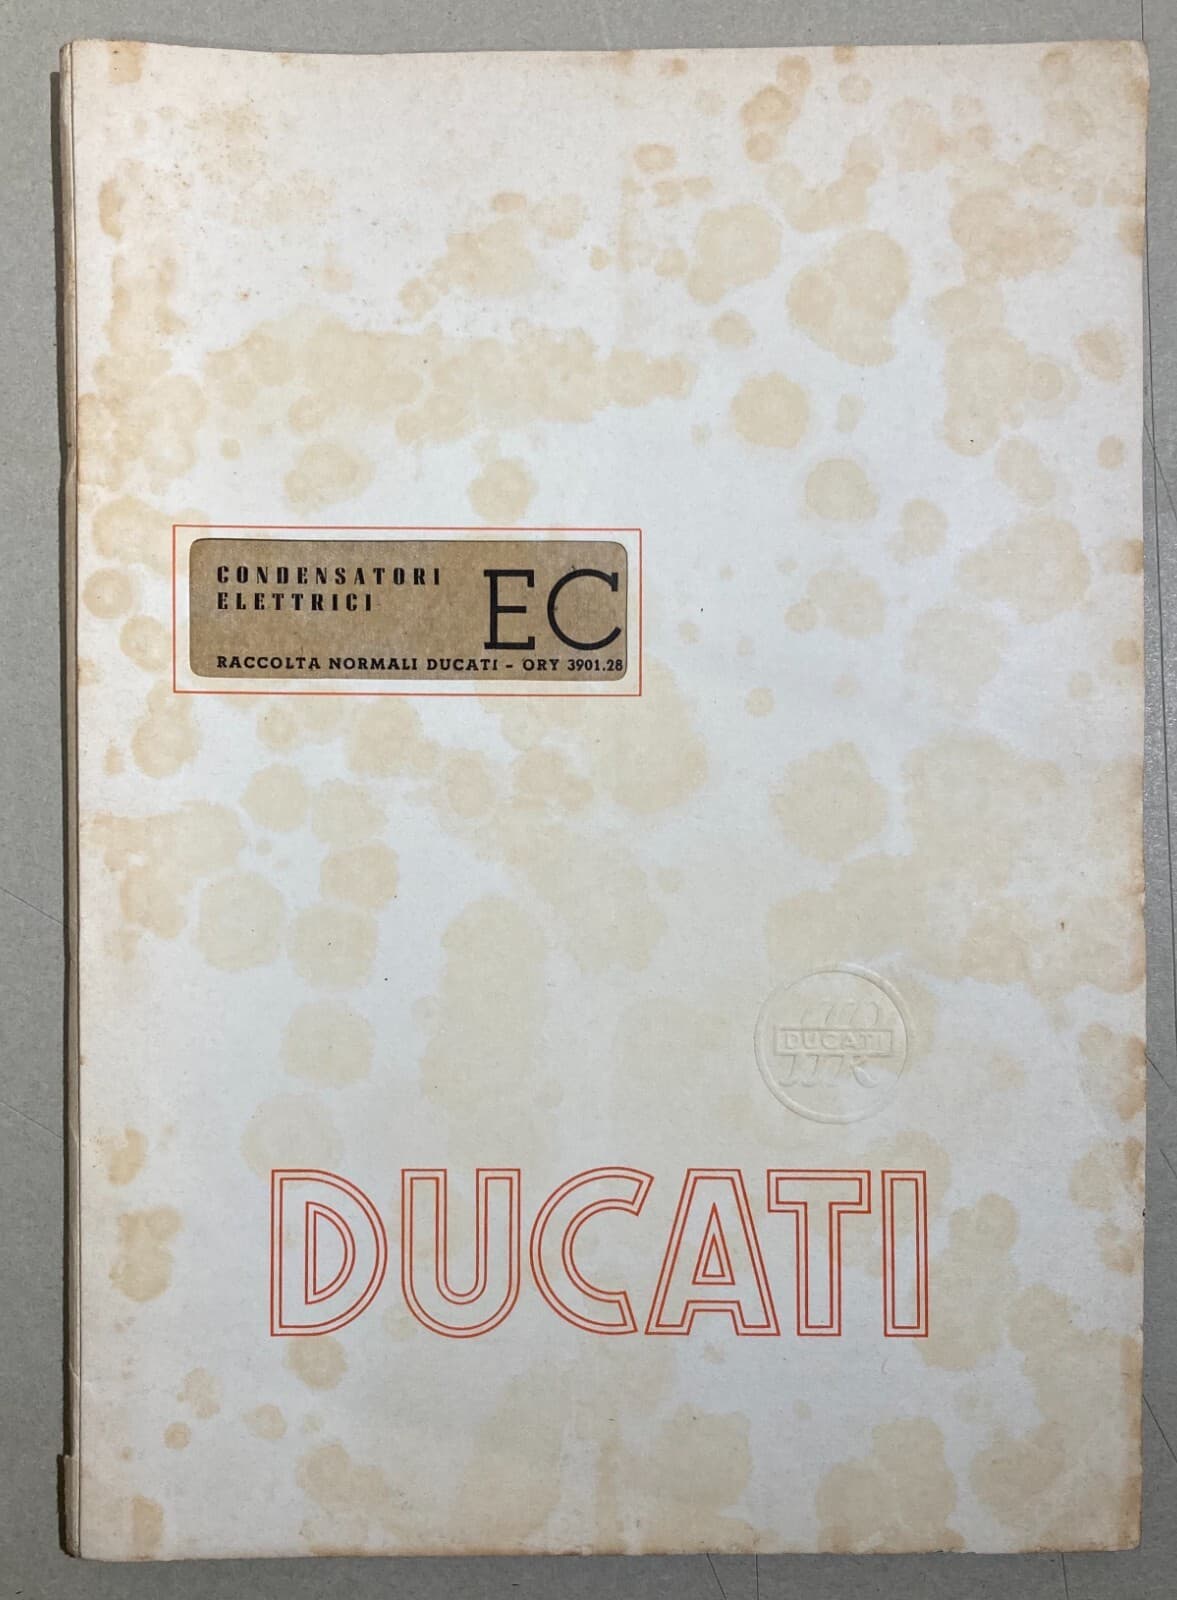 CONDENSATORI
ELETTRICI
EC
RACCOLTA NORMALI DUCATI - ORY 3901.28
DUCATI
DUCATI